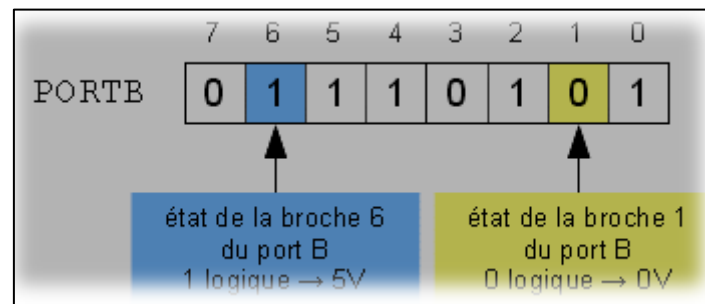 7 6 5 4 3 2 1 0
PORTB 0 1 1 1 0 1 0 1
état de la broche 6
du port B
1 logique → 5V
état de la broche 1
du port B
0 logique → 0V